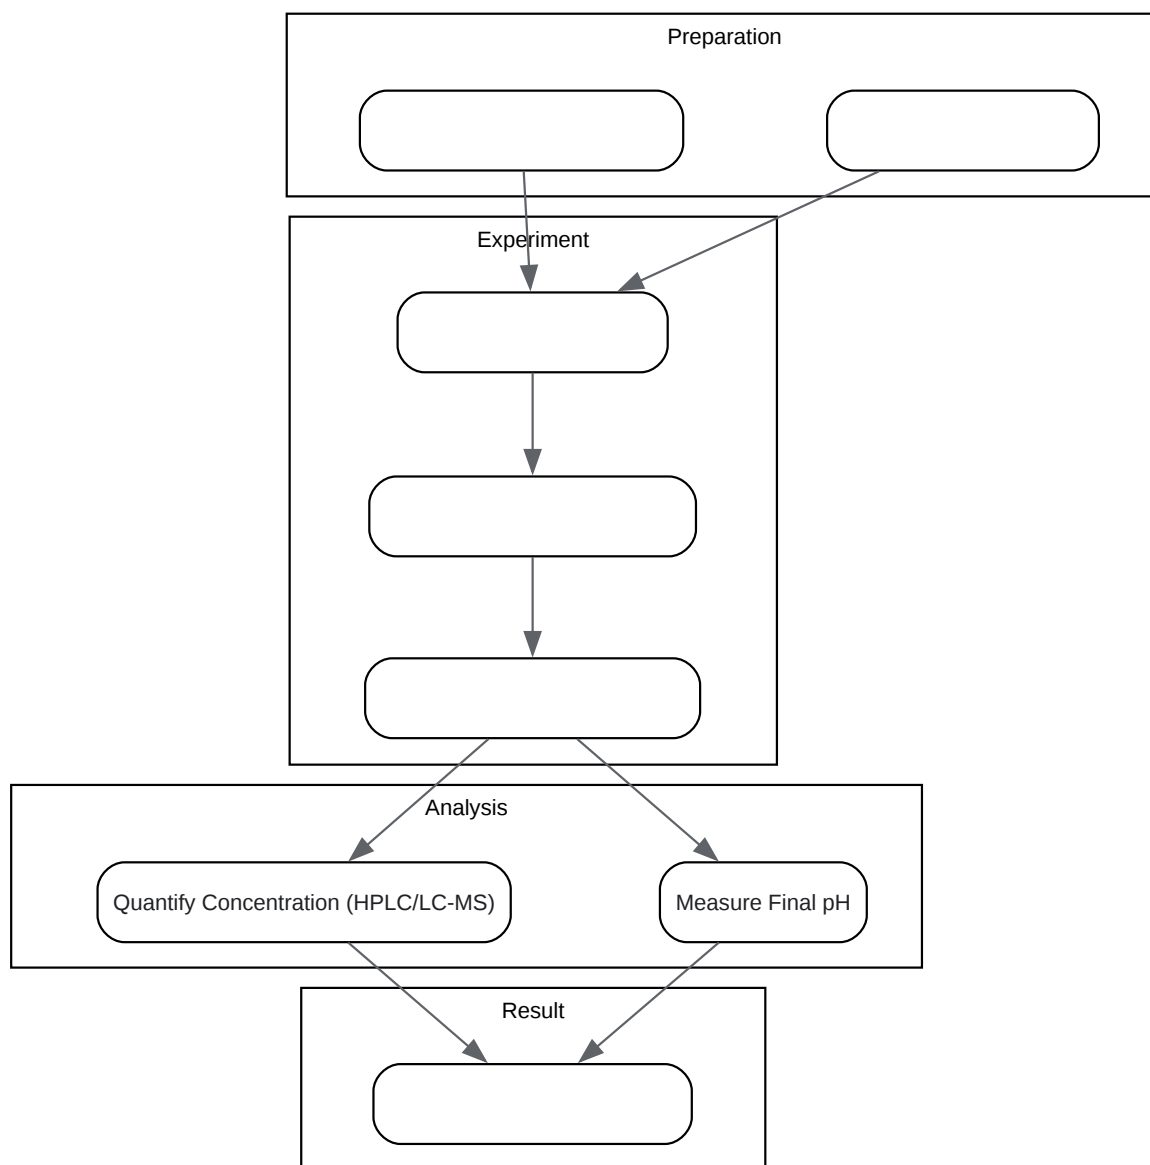 Preparation
Experiment
Analysis
Quantify Concentration (HPLC/LC-MS)
Measure Final pH
Result